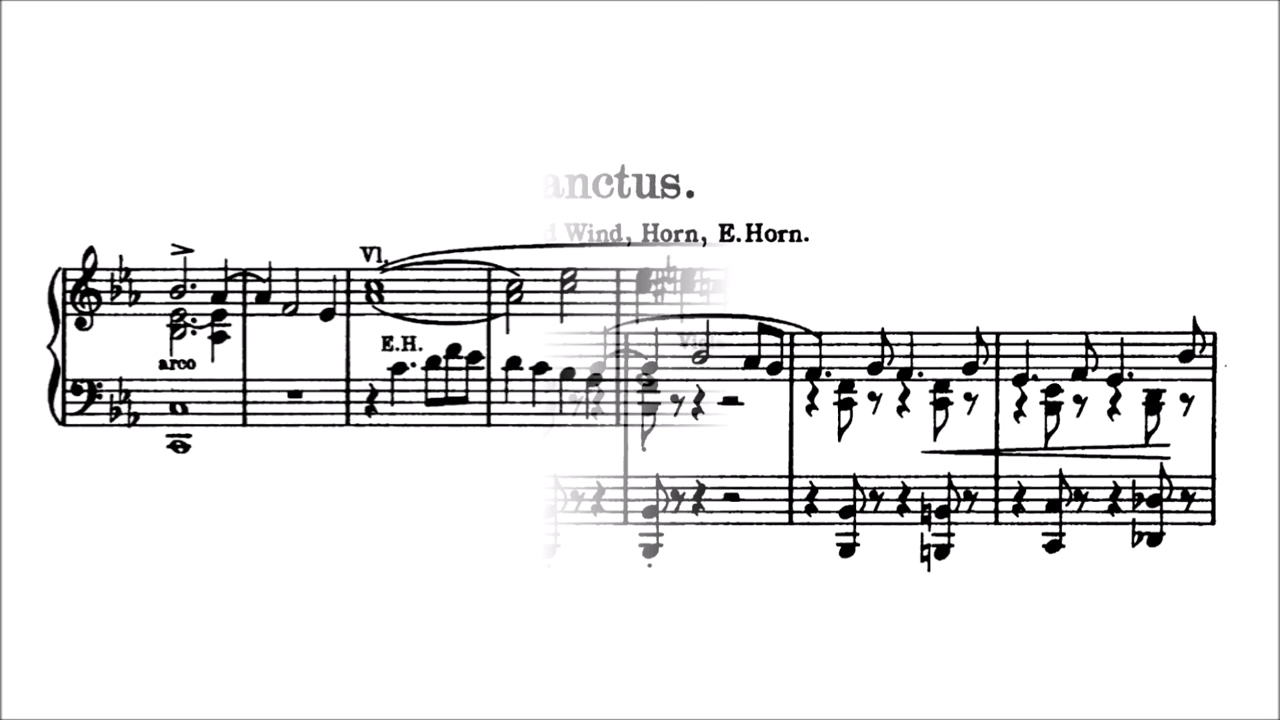 anctus.
d Wind, Horn, E.Horn.
Vl.
E.H.
arco